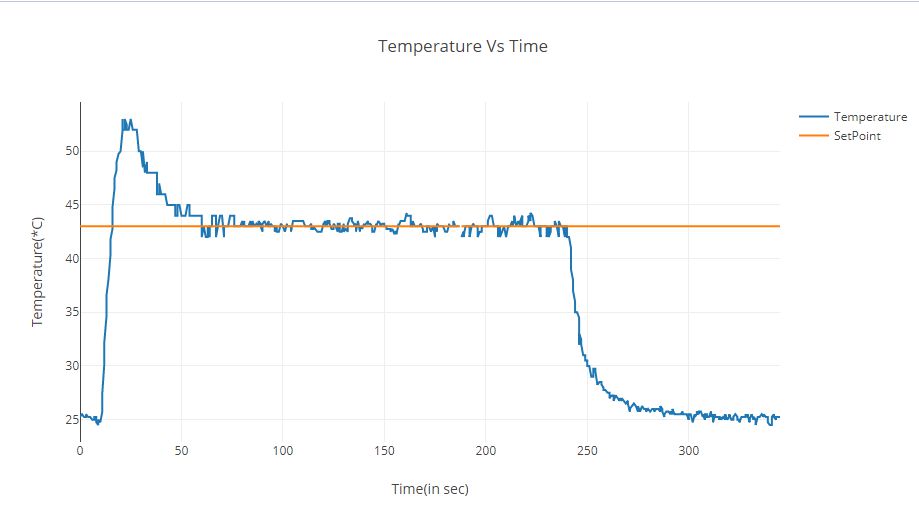 Temperature Vs Time
Temperature
SetPoint
Temperature(*C)
50
45
40
35
30
25
0 50 100 150 200 250 300
Time(in sec)